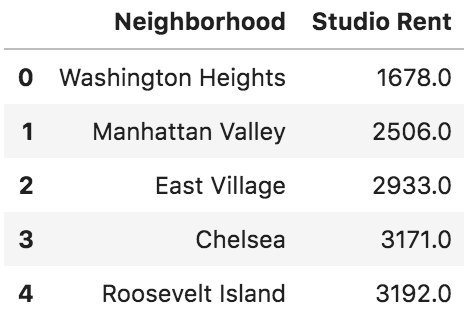 Neighborhood Studio Rent
0 Washington Heights 1678.0
1 Manhattan Valley 2506.0
2 East Village 2933.0
3 Chelsea 3171.0
4 Roosevelt Island 3192.0